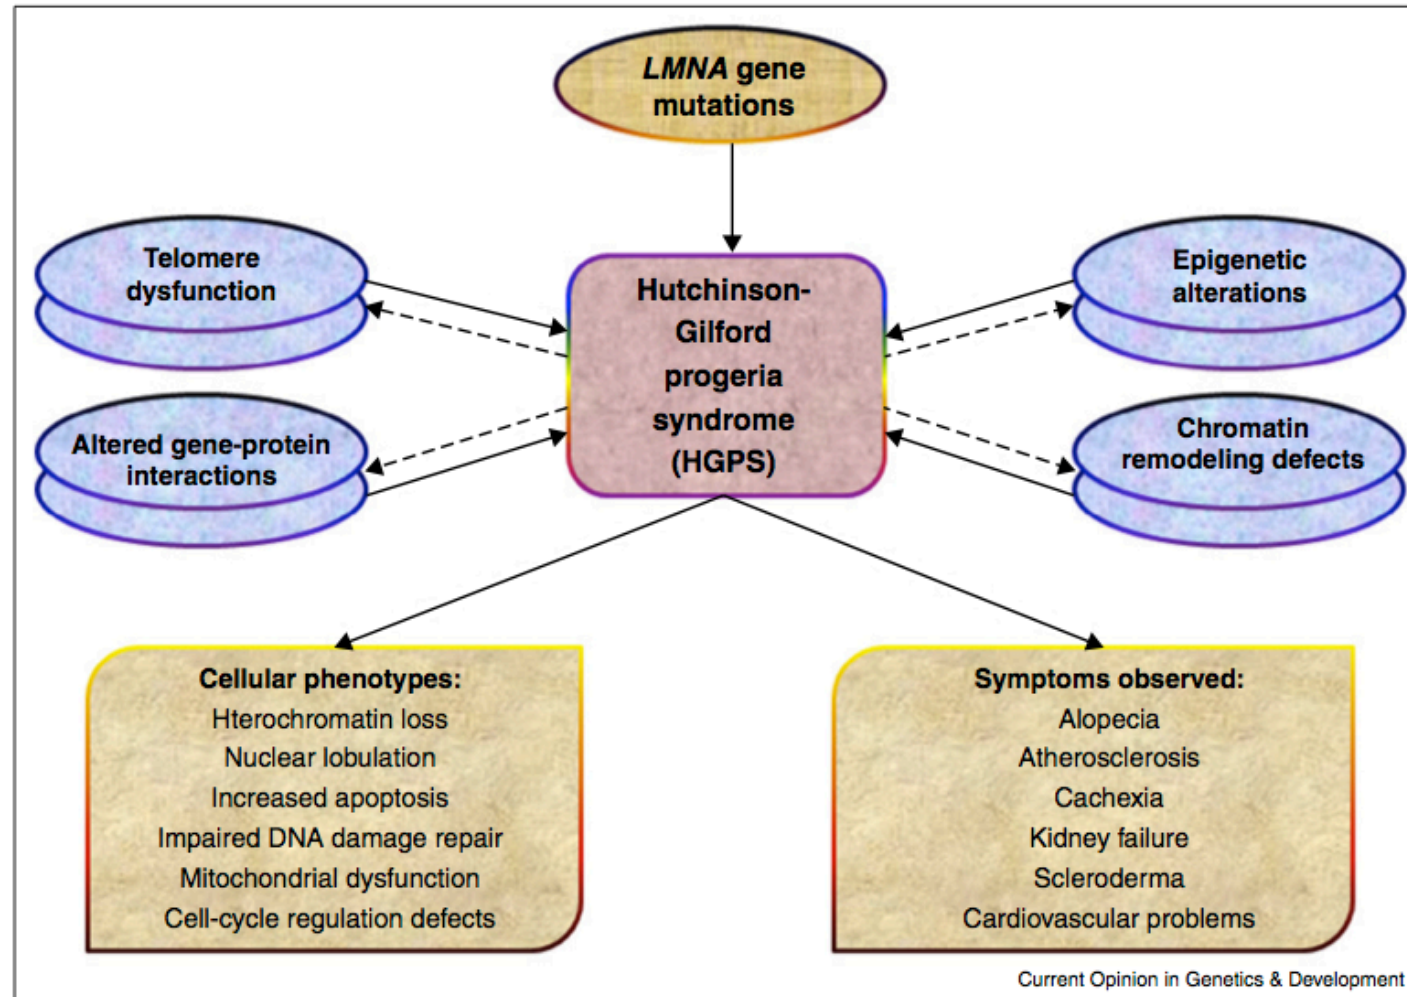 LMNA gene
mutations
Telomere
dysfunction
Epigenetic
alterations
Hutchinson-
Gilford
progeria
syndrome
(HGPS)
Altered gene-protein
interactions
Chromatin
remodeling defects
Cellular phenotypes:
Hterochromatin loss
Nuclear lobulation
Increased apoptosis
Impaired DNA damage repair
Mitochondrial dysfunction
Cell-cycle regulation defects
Symptoms observed:
Alopecia
Atherosclerosis
Cachexia
Kidney failure
Scleroderma
Cardiovascular problems
Current Opinion in Genetics & Development